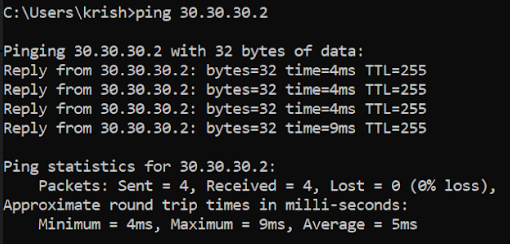 C:\Users\krish>ping 30.30.30.2
Pinging 30.30.30.2 with 32 bytes of data:
Reply from 30.30.30.2: bytes=32 time=4ms TTL=255
Reply from 30.30.30.2: bytes=32 time=4ms TTL=255
Reply from 30.30.30.2: bytes=32 time=4ms TTL=255
Reply from 30.30.30.2: bytes=32 time=9ms TTL=255
Ping statistics for 30.30.30.2:
    Packets: Sent = 4, Received = 4, Lost = 0 (0% loss),
Approximate round trip times in milli-seconds:
    Minimum = 4ms, Maximum = 9ms, Average = 5ms